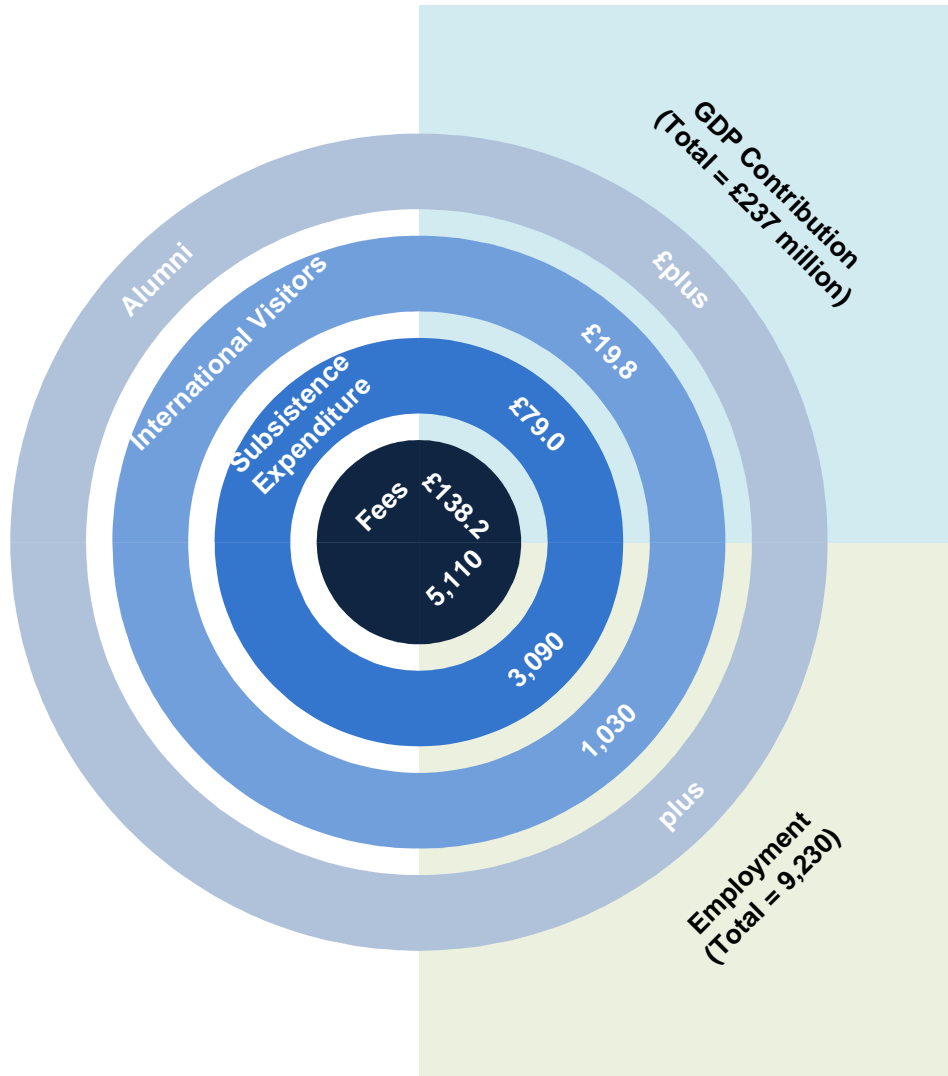 GDP Contribution
(Total = £237 million)
Alumni
£plus
International Visitors
£19.8
Subsistence
Expenditure
£79.0
Fees
£138.2
5,110
3,090
1,030
plus
Employment
(Total = 9,230)